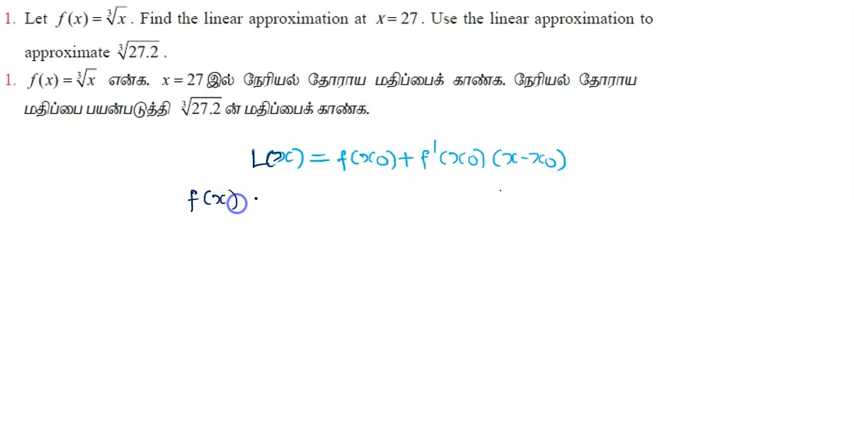 1. Let f(x) = ∛x. Find the linear approximation at x = 27. Use the linear approximation to
approximate ∛27.2.
1. f(x) = ∛x என்க. x = 27 இல் நேரியல் தோராய மதிப்பைக் காண்க. நேரியல் தோராய
மதிப்பை பயன்படுத்தி ∛27.2 ன் மதிப்பைக் காண்க.
L(x) = f(x₀) + f'(x₀) (x-x₀)
f(x)